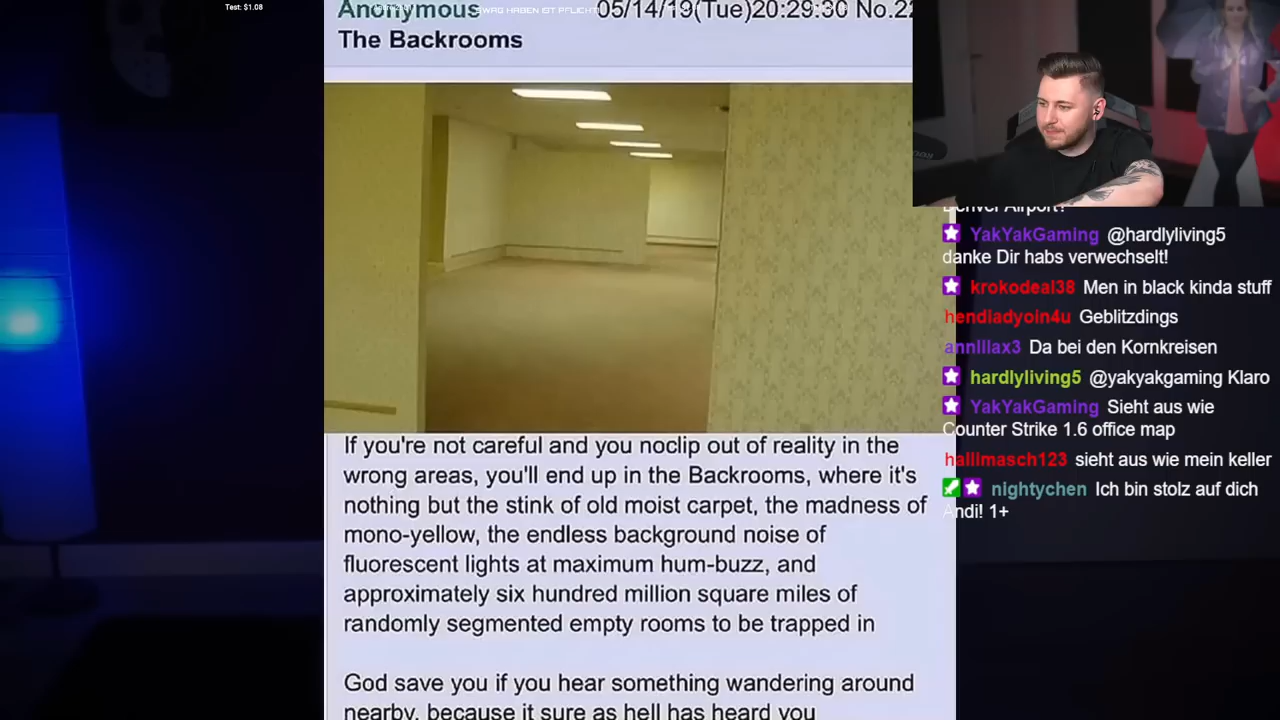 Test: $1.08
Anonymous 05/14/19(Tue)20:29:30 No.22
The Backrooms
If you're not careful and you noclip out of reality in the
wrong areas, you'll end up in the Backrooms, where it's
nothing but the stink of old moist carpet, the madness of
mono-yellow, the endless background noise of
fluorescent lights at maximum hum-buzz, and
approximately six hundred million square miles of
randomly segmented empty rooms to be trapped in
God save you if you hear something wandering around
nearby, because it sure as hell has heard you
Denver Airport?
YakYakGaming @hardlyliving5
danke Dir habs verwechselt!
krokodeal38 Men in black kinda stuff
hendladyoin4u Geblitzdings
annlllax3 Da bei den Kornkreisen
hardlyliving5 @yakyakgaming Klaro
YakYakGaming Sieht aus wie
Counter Strike 1.6 office map
hallimasch123 sieht aus wie mein keller
nightychen Ich bin stolz auf dich
Andi! 1+